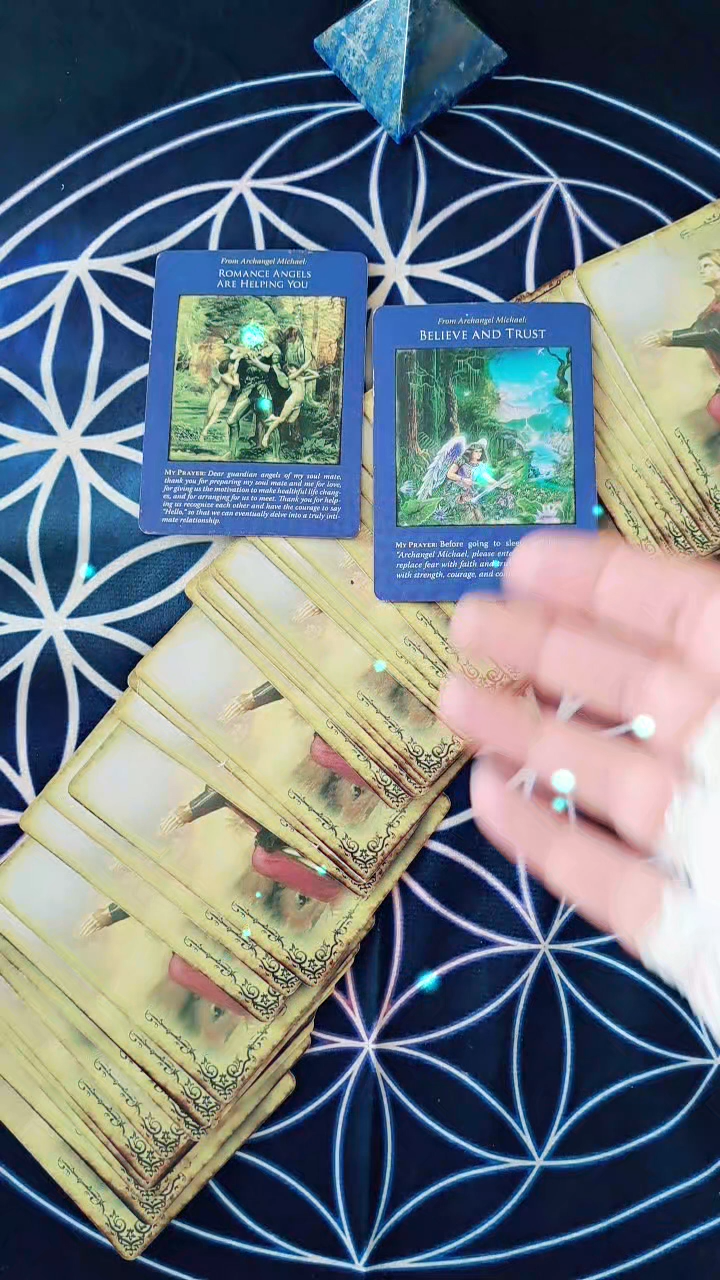 From Archangel Michael:
ROMANCE ANGELS
ARE HELPING YOU
MY PRAYER: Dear guardian angels of my soul mate,
thank you for preparing my soul mate and me for love,
for giving us the motivation to make healthful life chang-
es, and for arranging for us to meet. Thank you for help-
ing us recognize each other and have the courage to say
"Hello," so that we can eventually delve into a truly inti-
mate relationship.
From Archangel Michael:
BELIEVE AND TRUST
MY PRAYER: Before going to
"Archangel Michael, please
replace fear with faith and
with strength, courage, and